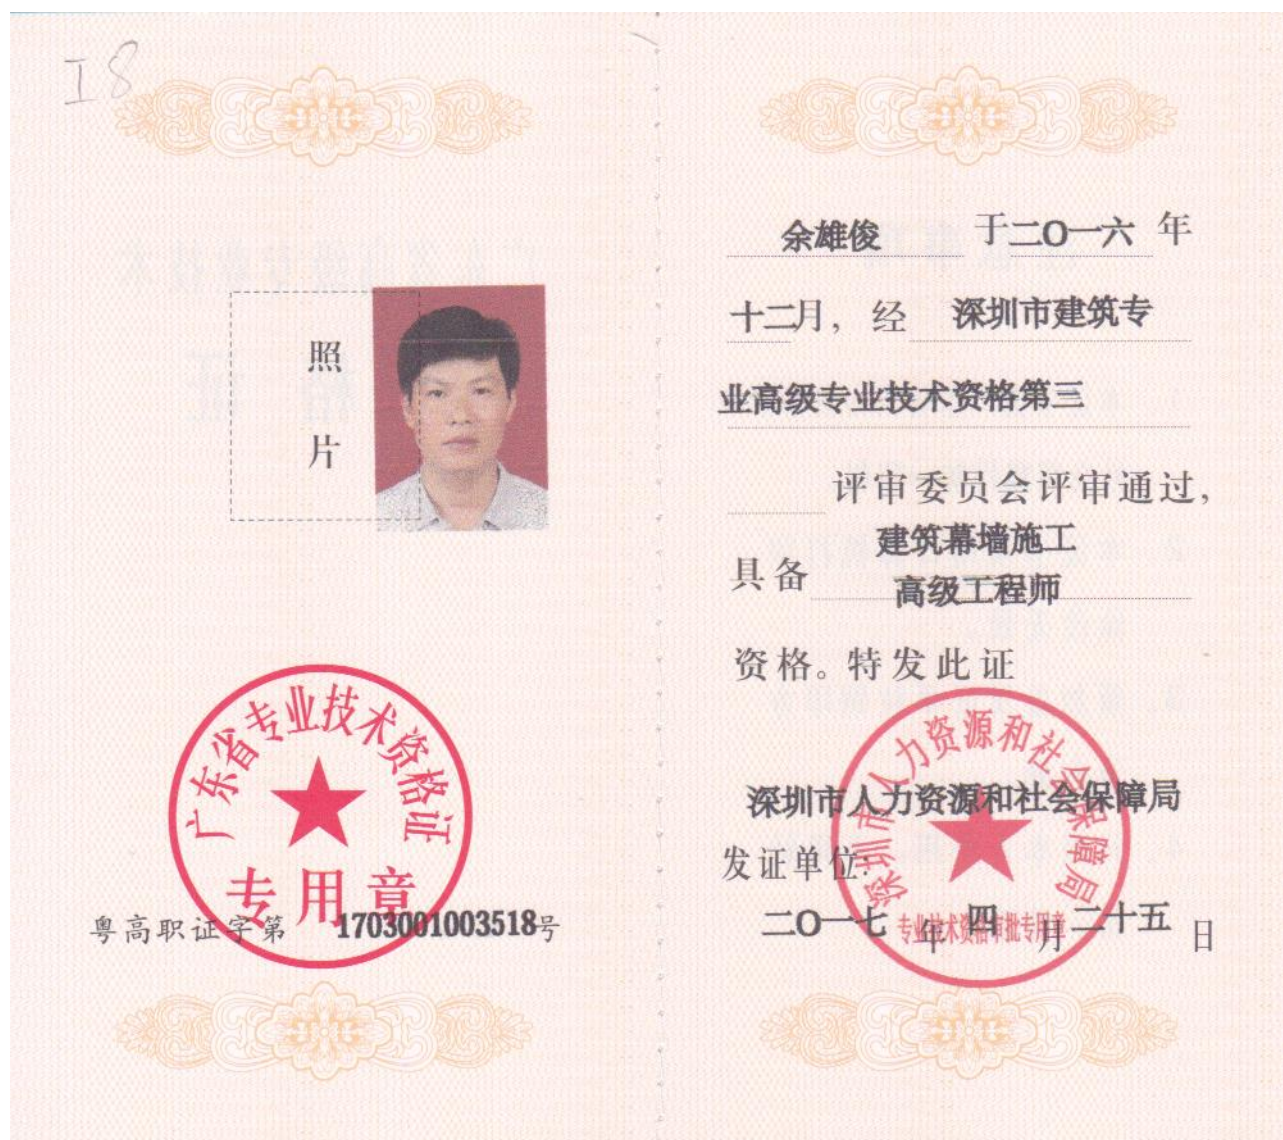 I8
照
片
广东省专业技术资格证
专用章
粤高职证字第 1703001003518号
余雄俊 于二〇一六 年
十二月，经 深圳市建筑专
业高级专业技术资格第三
评审委员会评审通过，
建筑幕墙施工
具备
高级工程师
资格。特发此证
深圳市人力资源和社会保障局
深圳市人力资源和社会保障局
发证单位：
二〇一七 年 四 月 二十五 日
专业技术资格审批专用章